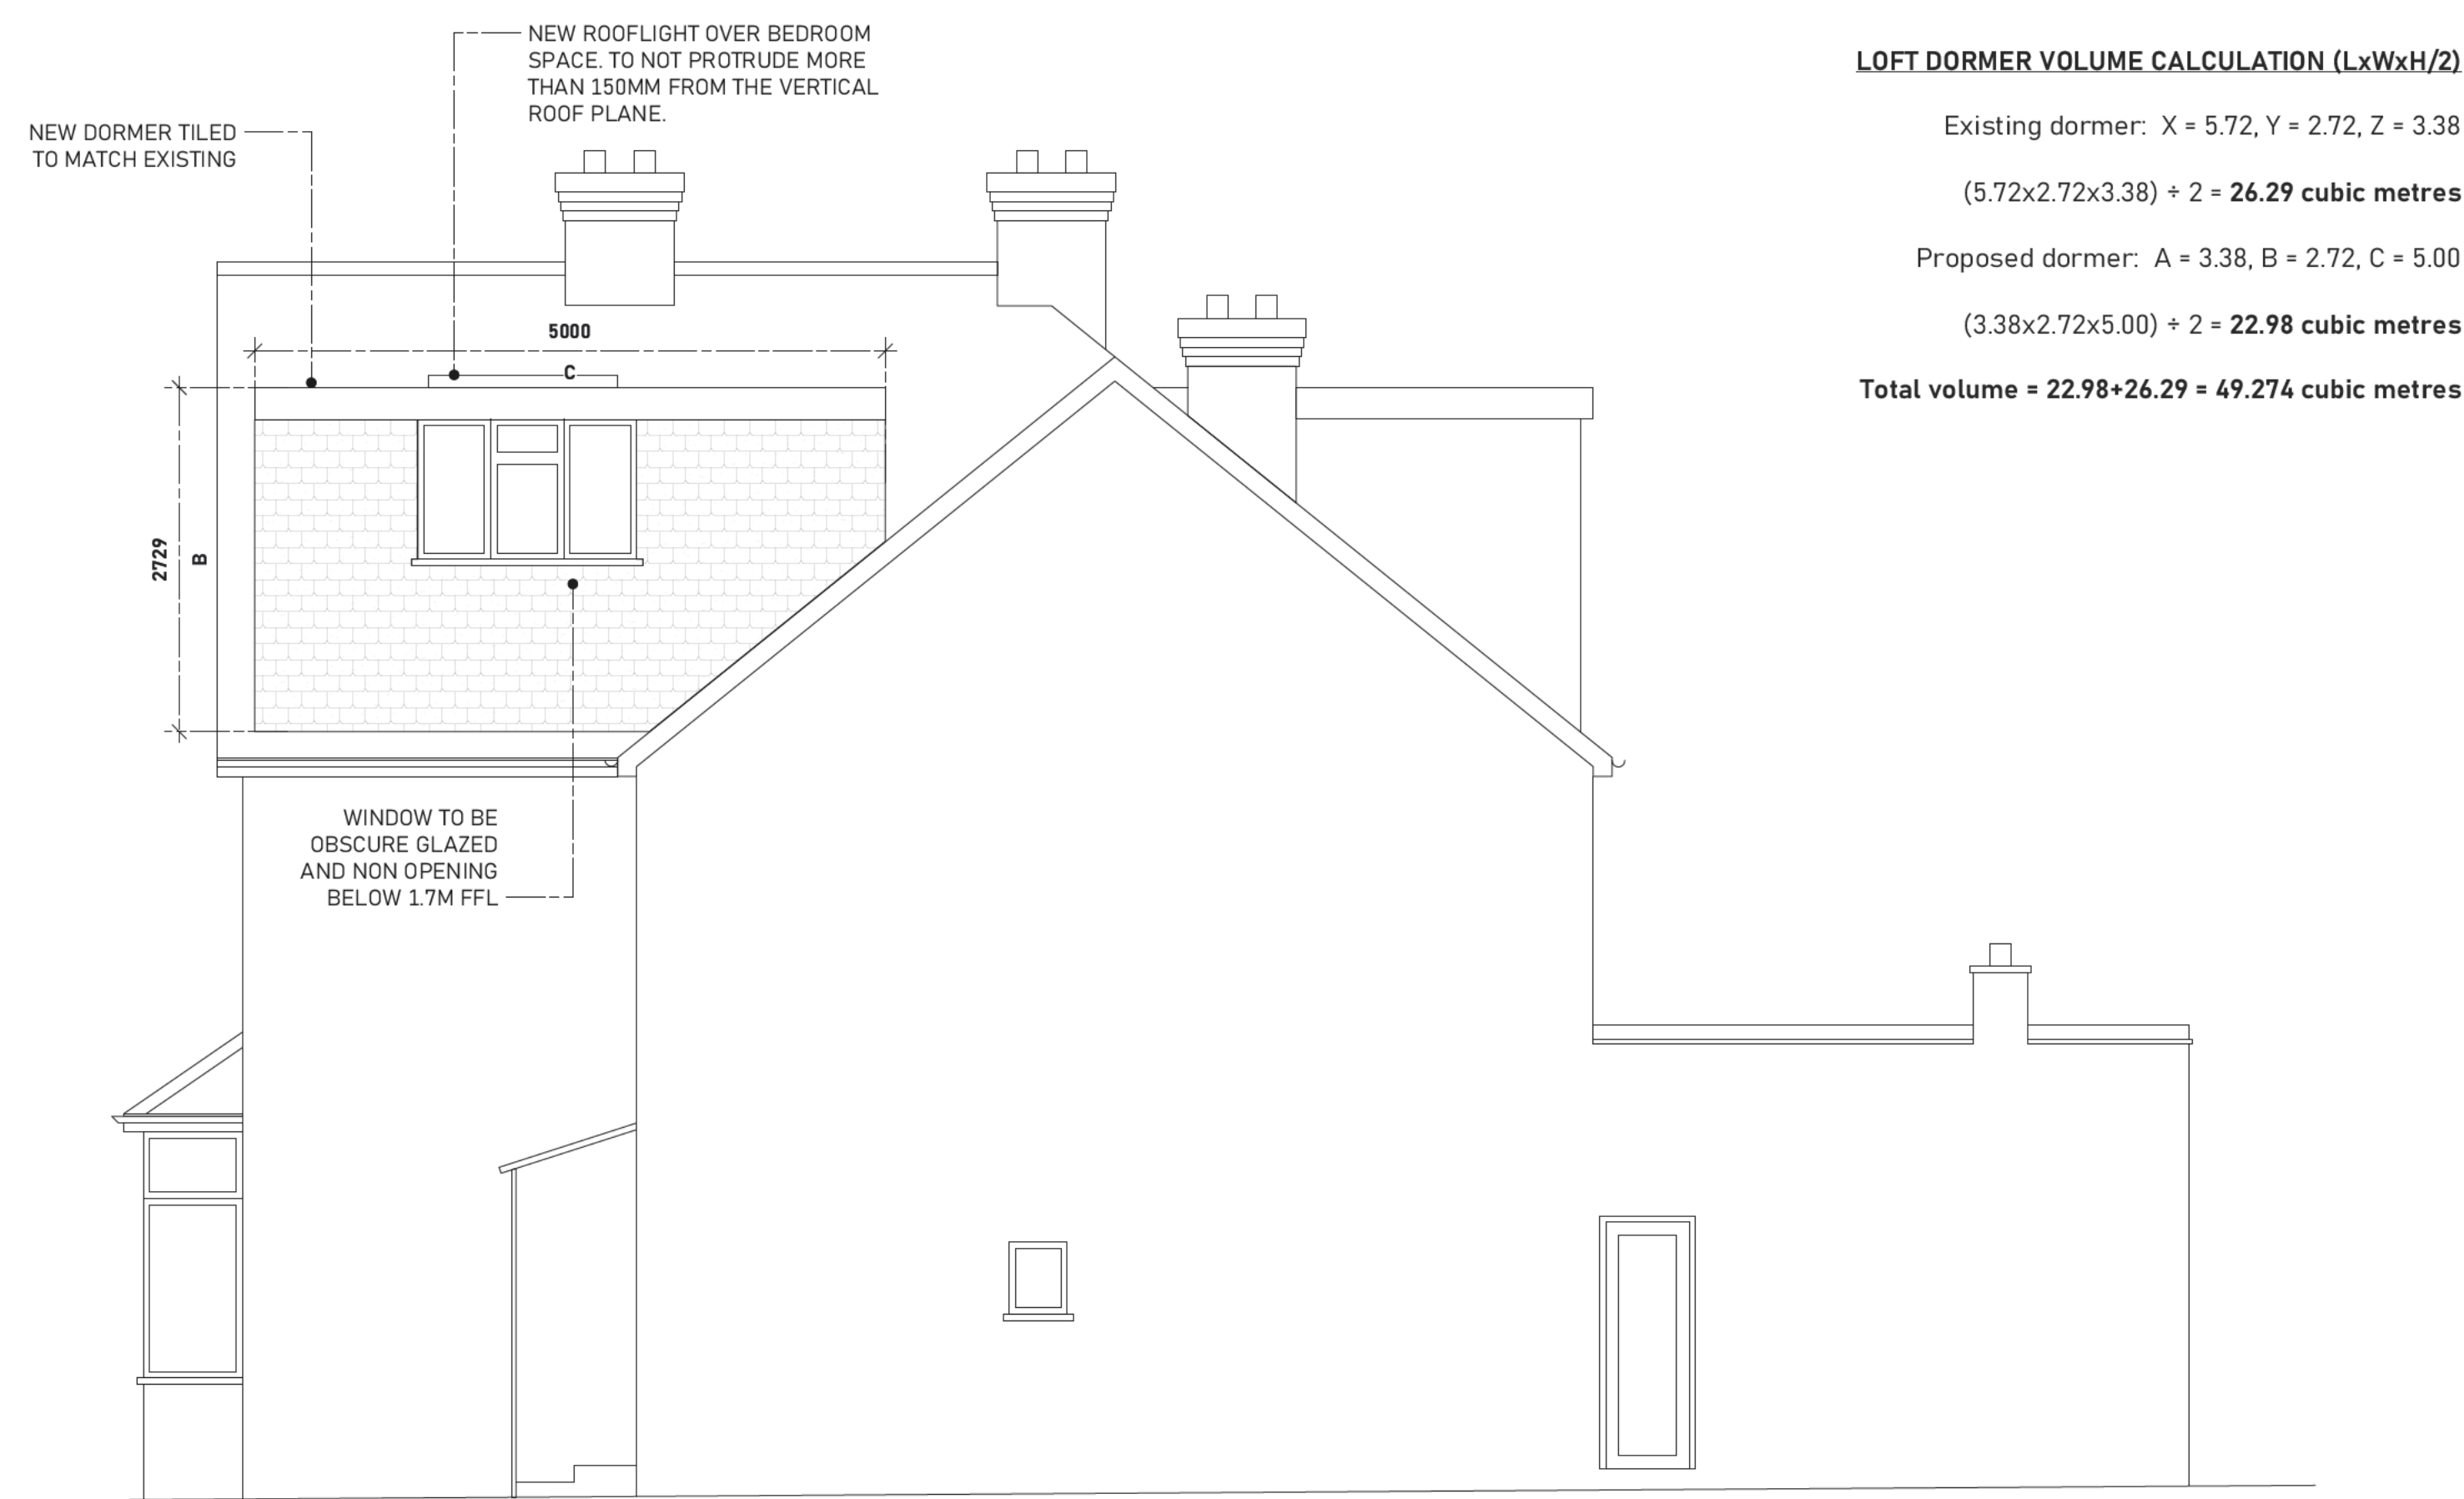 NEW ROOFLIGHT OVER BEDROOM
SPACE. TO NOT PROTRUDE MORE
THAN 150MM FROM THE VERTICAL
ROOF PLANE.
NEW DORMER TILED
TO MATCH EXISTING
5000
C
2729
B
WINDOW TO BE
OBSCURE GLAZED
AND NON OPENING
BELOW 1.7M FFL
LOFT DORMER VOLUME CALCULATION (LxWxH/2)
Existing dormer: X = 5.72, Y = 2.72, Z = 3.38
(5.72x2.72x3.38) ÷ 2 = 26.29 cubic metres
Proposed dormer: A = 3.38, B = 2.72, C = 5.00
(3.38x2.72x5.00) ÷ 2 = 22.98 cubic metres
Total volume = 22.98+26.29 = 49.274 cubic metres